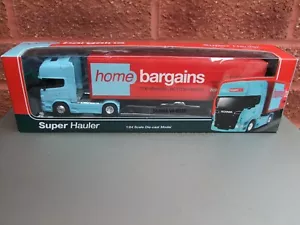 home bargains
Super Hauler
1:64 Scale Die-cast Model